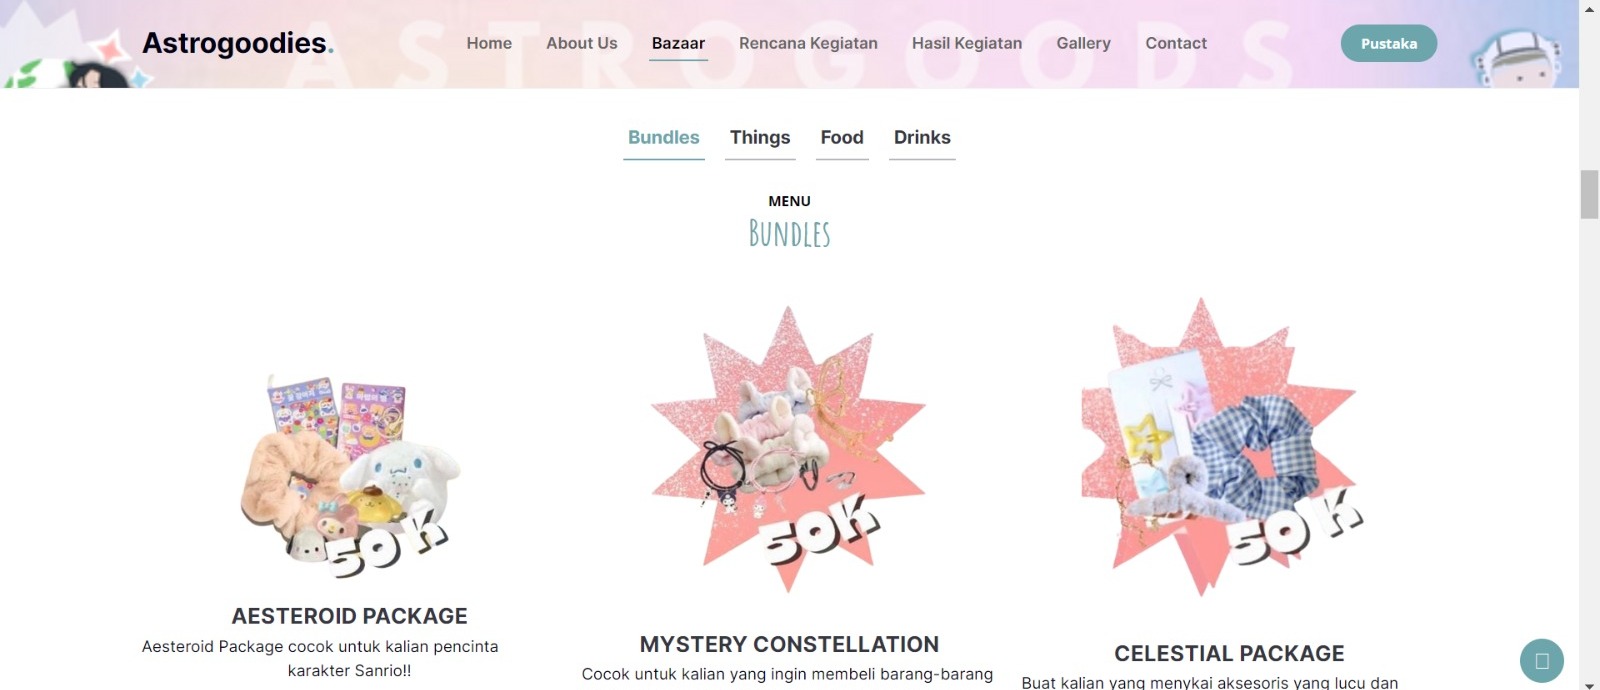 ASTROGOODS
Astrogoodies.
Home
About Us
Bazaar
Rencana Kegiatan
Hasil Kegiatan
Gallery
Contact
Pustaka
Bundles
Things
Food
Drinks
MENU
BUNDLES
50K
50K
50K
AESTEROID PACKAGE
Aesteroid Package cocok untuk kalian pencinta
karakter Sanrio!!
MYSTERY CONSTELLATION
Cocok untuk kalian yang ingin membeli barang-barang
CELESTIAL PACKAGE
Buat kalian yang menykai aksesoris yang lucu dan